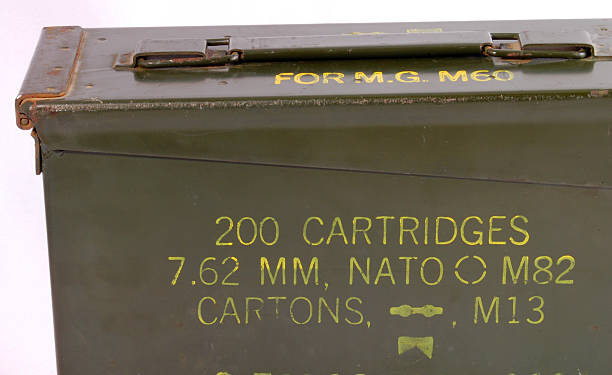 FOR M.G. M60
200 CARTRIDGES
7.62 MM, NATO M82
CARTONS, , M13